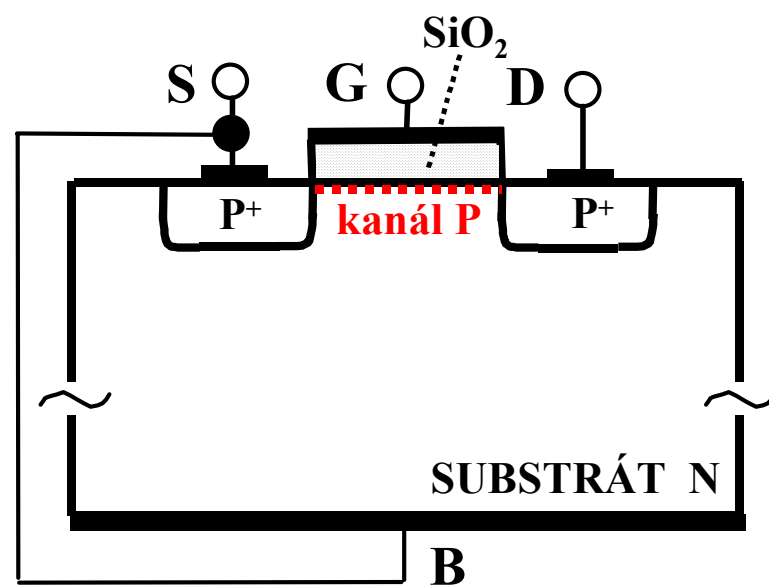 SiO₂
S G D
P⁺ kanál P P⁺
SUBSTRÁT N
B